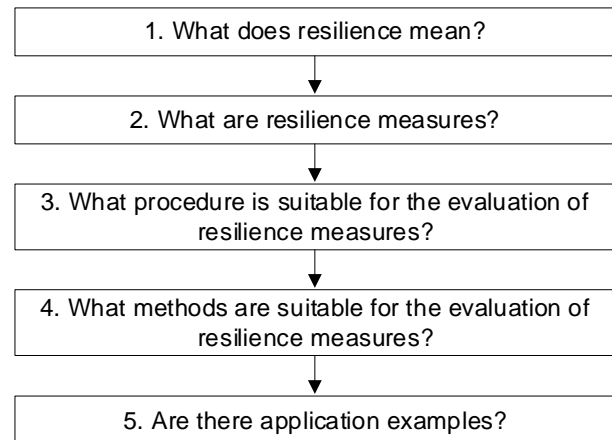 1. What does resilience mean?
2. What are resilience measures?
3. What procedure is suitable for the evaluation of
resilience measures?
4. What methods are suitable for the evaluation of
resilience measures?
5. Are there application examples?